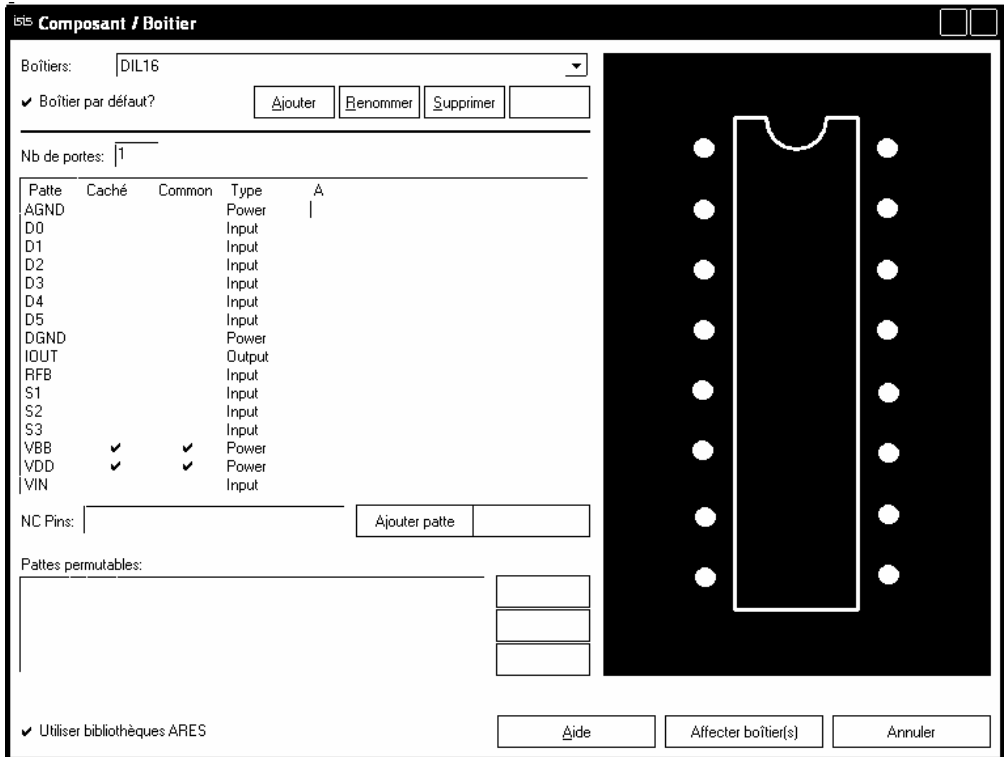 isis Composant / Boitier
Boîtiers: DIL16
✔ Boîtier par défaut? Ajouter Renommer Supprimer
Nb de portes: 1
Patte Caché Common Type A
AGND Power
D0 Input
D1 Input
D2 Input
D3 Input
D4 Input
D5 Input
DGND Power
IOUT Output
RFB Input
S1 Input
S2 Input
S3 Input
VBB ✔ ✔ Power
VDD ✔ ✔ Power
VIN Input
NC Pins: Ajouter patte
Pattes permutables:
✔ Utiliser bibliothèques ARES Aide Affecter boîtier(s) Annuler